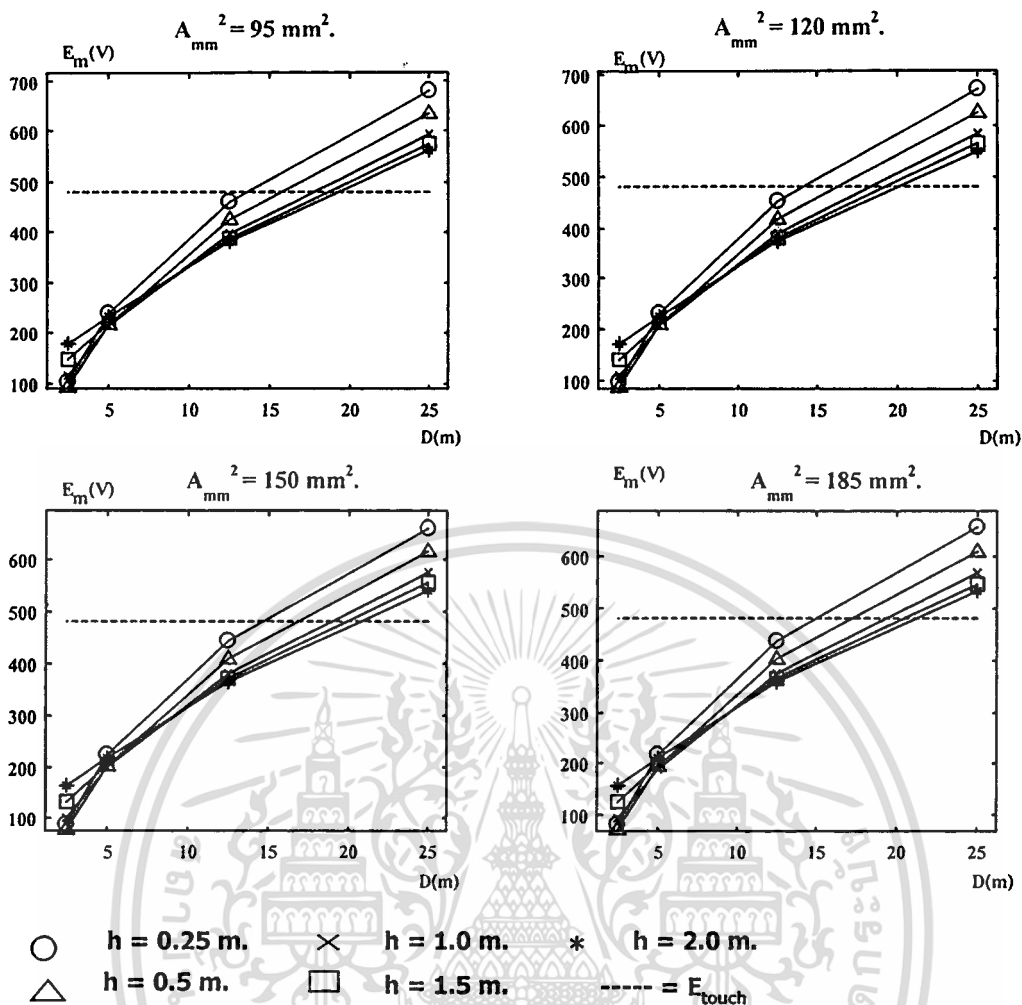 A_mm² = 95 mm².
E_m(V)
700
600
500
400
300
200
100
5 10 15 20 25
D(m)
A_mm² = 120 mm².
E_m(V)
700
600
500
400
300
200
100
5 10 15 20 25
D(m)
A_mm² = 150 mm².
E_m(V)
600
500
400
300
200
100
5 10 15 20 25
D(m)
A_mm² = 185 mm².
E_m(V)
600
500
400
300
200
100
5 10 15 20 25
D(m)
h = 0.25 m. h = 1.0 m. h = 2.0 m.
h = 0.5 m. h = 1.5 m. = E_touch